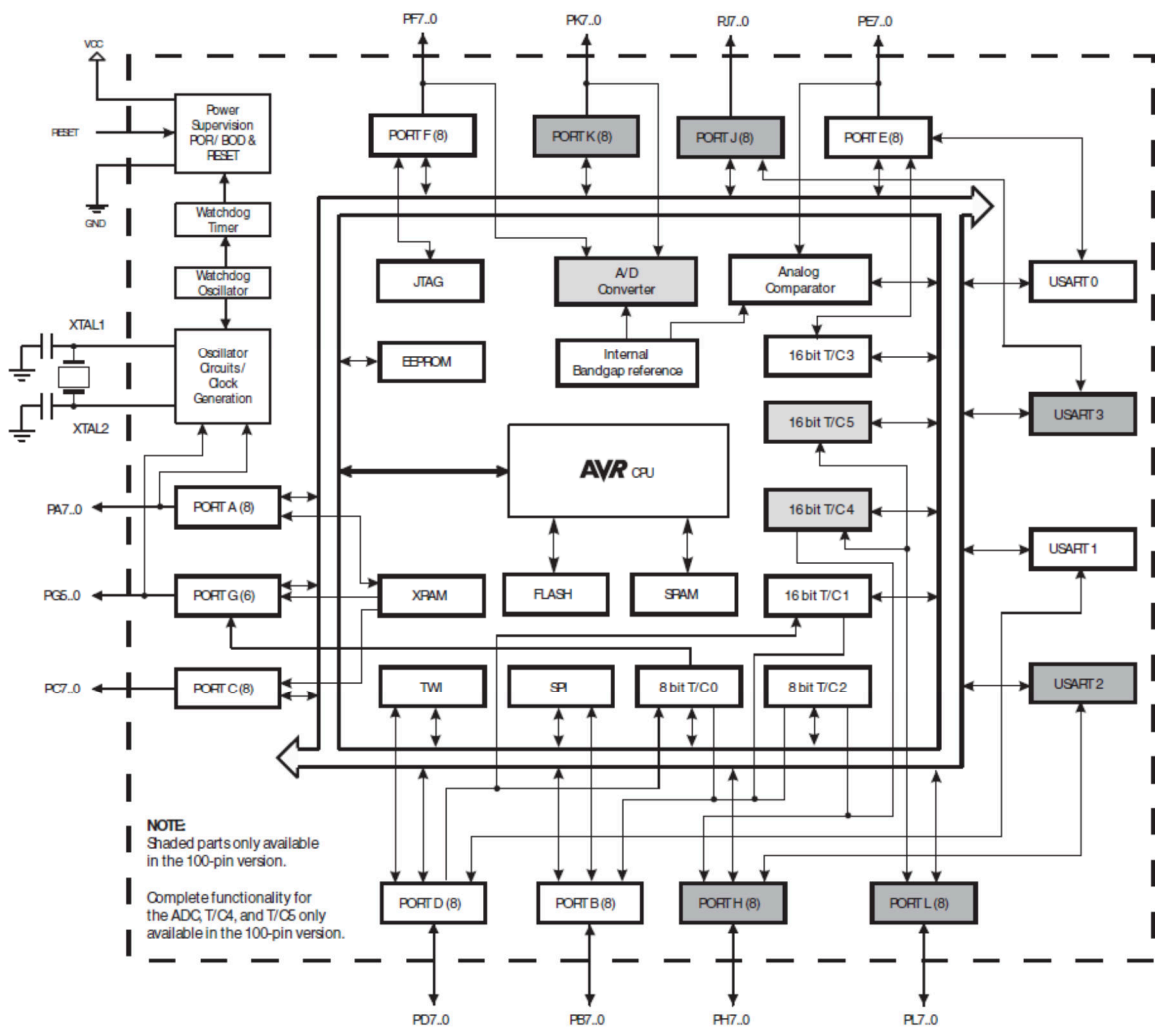 PF7..0
PK7..0
PJ7..0
PE7..0
VCC
RESET
GND
Power
Supervision
POR/ BOD &
RESET
PORT F (8)
PORT K (8)
PORT J (8)
PORT E (8)
Watchdog
Timer
Watchdog
Oscillator
JTAG
A/D
Converter
Analog
Comparator
USART 0
XTAL1
Oscillator
Circuits /
Clock
Generation
XTAL2
EEPROM
Internal
Bandgap reference
16 bit T/C 3
16 bit T/C 5
USART 3
AVR CPU
PA7..0
PORT A (8)
16 bit T/C 4
USART 1
PG5..0
PORT G (6)
XRAM
FLASH
SRAM
16 bit T/C 1
PC7..0
PORT C (8)
TWI
SPI
8 bit T/C 0
8 bit T/C 2
USART 2
NOTE:
Shaded parts only available
in the 100-pin version.
Complete functionality for
the ADC, T/C4, and T/C5 only
available in the 100-pin version.
PORT D (8)
PORT B (8)
PORT H (8)
PORT L (8)
PD7..0
PB7..0
PH7..0
PL7..0